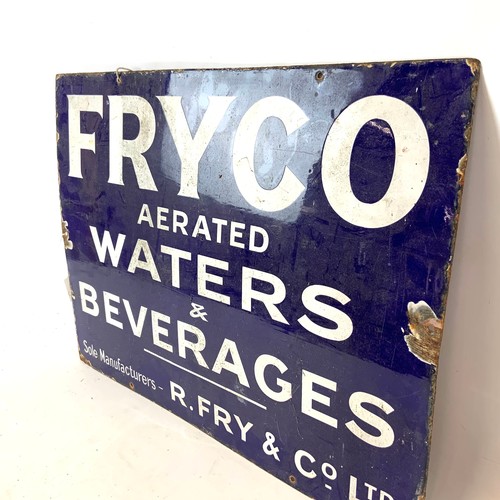 FRYCO
AERATED
WATERS
&
BEVERAGES
Sole Manufacturers - R. FRY & Co LTD